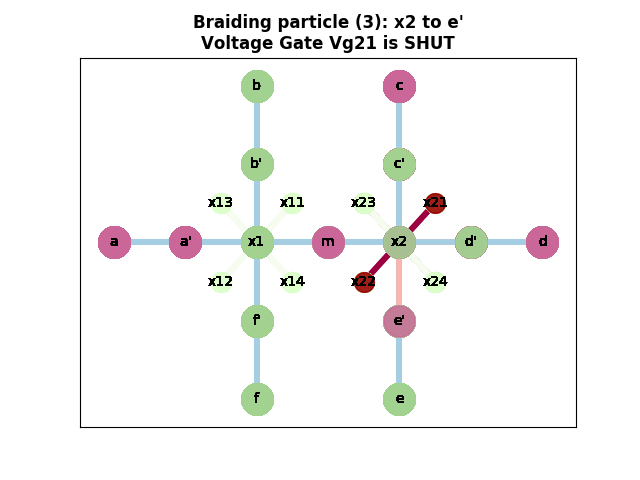 Braiding particle (3): x2 to e'
Voltage Gate Vg21 is SHUT
b c
b' c'
x13 x11 x23 x21
a a' x1 m x2 d' d
x12 x14 x22 x24
f' e'
f e